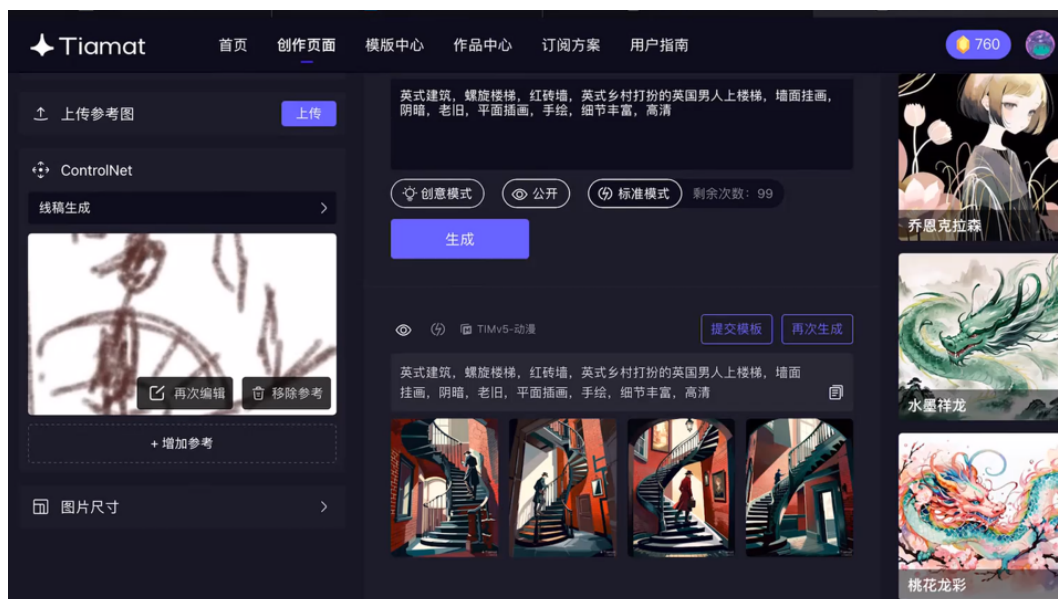 Tiamat
首页
创作页面
模版中心
作品中心
订阅方案
用户指南
760
上传参考图
上传
ControlNet
线稿生成
再次编辑
移除参考
+ 增加参考
图片尺寸
英式建筑，螺旋楼梯，红砖墙，英式乡村打扮的英国男人上楼梯，墙面挂画，
阴暗，老旧，平面插画，手绘，细节丰富，高清
创意模式
公开
标准模式
剩余次数：99
生成
TIMv5-动漫
提交模板
再次生成
英式建筑，螺旋楼梯，红砖墙，英式乡村打扮的英国男人上楼梯，墙面
挂画，阴暗，老旧，平面插画，手绘，细节丰富，高清
乔恩克拉森
水墨祥龙
桃花龙彩